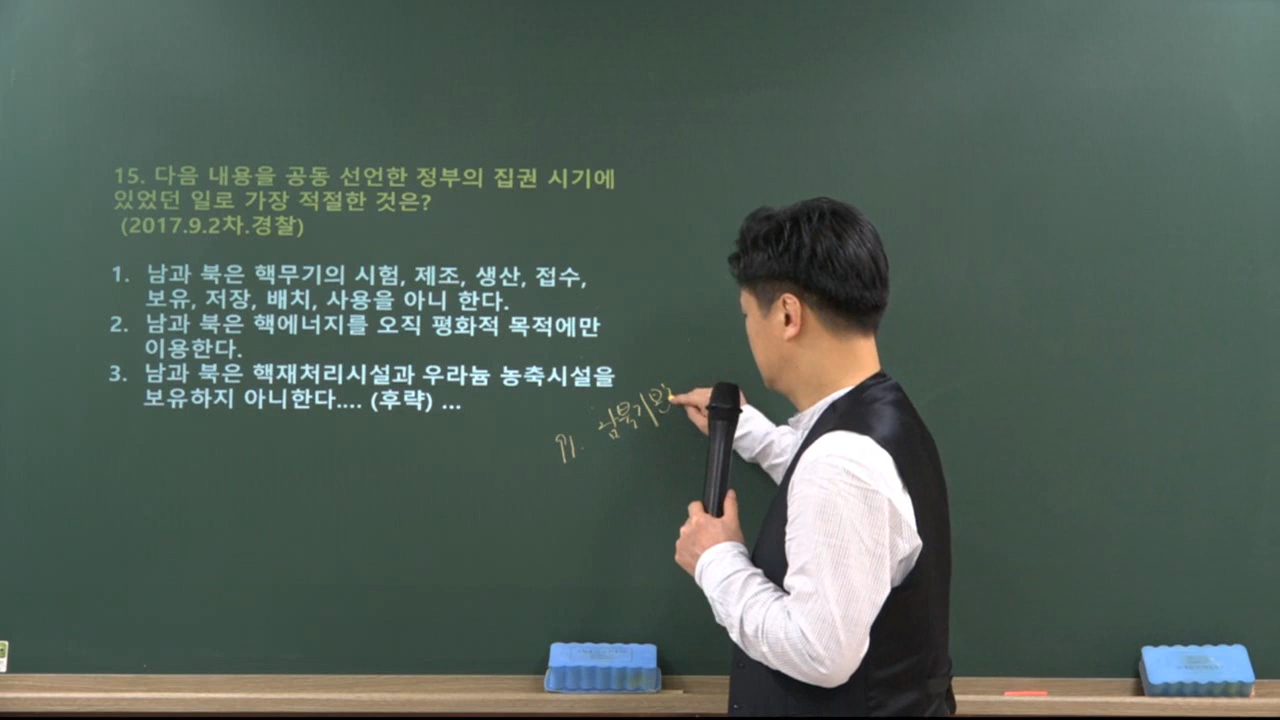 15. 다음 내용을 공동 선언한 정부의 집권 시기에
있었던 일로 가장 적절한 것은?
(2017.9.2차.경찰)
1. 남과 북은 핵무기의 시험, 제조, 생산, 접수,
보유, 저장, 배치, 사용을 아니 한다.
2. 남과 북은 핵에너지를 오직 평화적 목적에만
이용한다.
3. 남과 북은 핵재처리시설과 우라늄 농축시설을
보유하지 아니한다.... (후략) ...
91. 남북기본